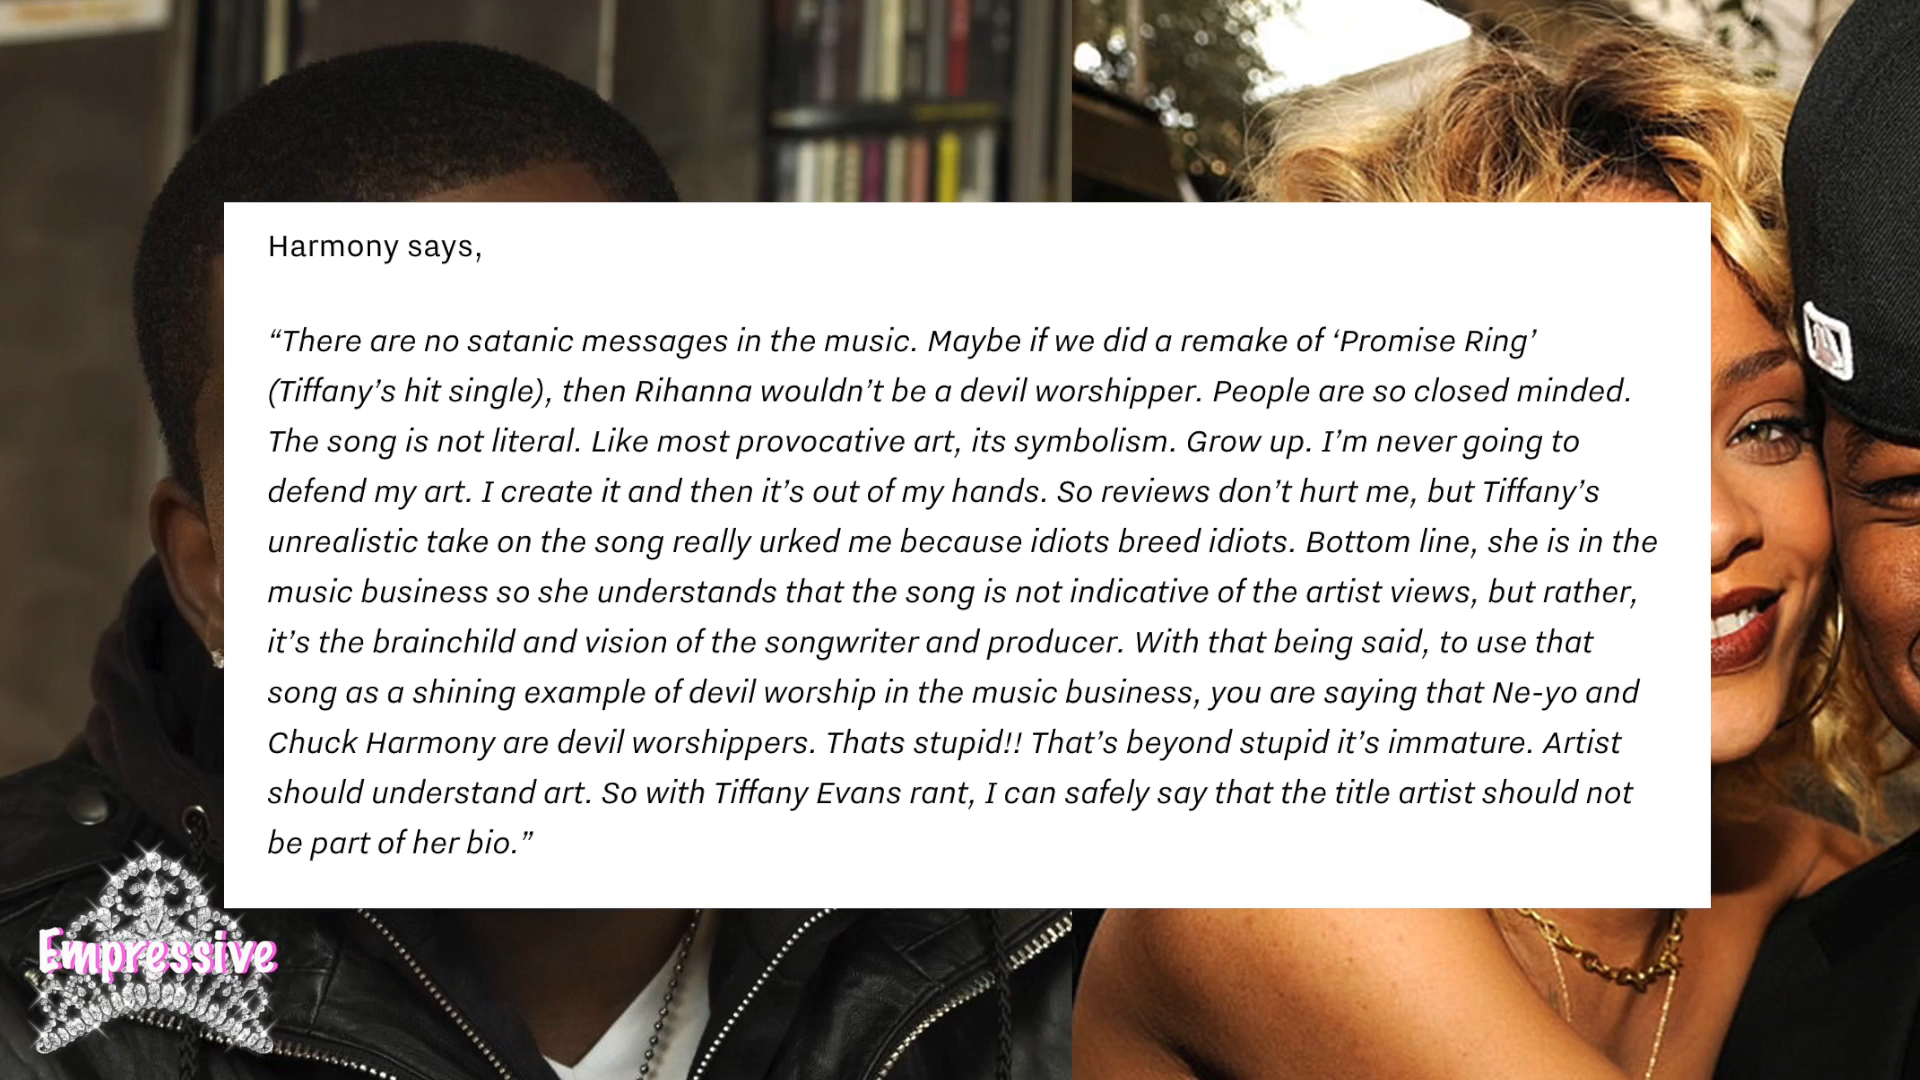 Harmony says,
“There are no satanic messages in the music. Maybe if we did a remake of ‘Promise Ring’
(Tiffany’s hit single), then Rihanna wouldn’t be a devil worshipper. People are so closed minded.
The song is not literal. Like most provocative art, its symbolism. Grow up. I’m never going to
defend my art. I create it and then it’s out of my hands. So reviews don’t hurt me, but Tiffany’s
unrealistic take on the song really urked me because idiots breed idiots. Bottom line, she is in the
music business so she understands that the song is not indicative of the artist views, but rather,
it’s the brainchild and vision of the songwriter and producer. With that being said, to use that
song as a shining example of devil worship in the music business, you are saying that Ne-yo and
Chuck Harmony are devil worshippers. Thats stupid!! That’s beyond stupid it’s immature. Artist
should understand art. So with Tiffany Evans rant, I can safely say that the title artist should not
be part of her bio.”
Empressive